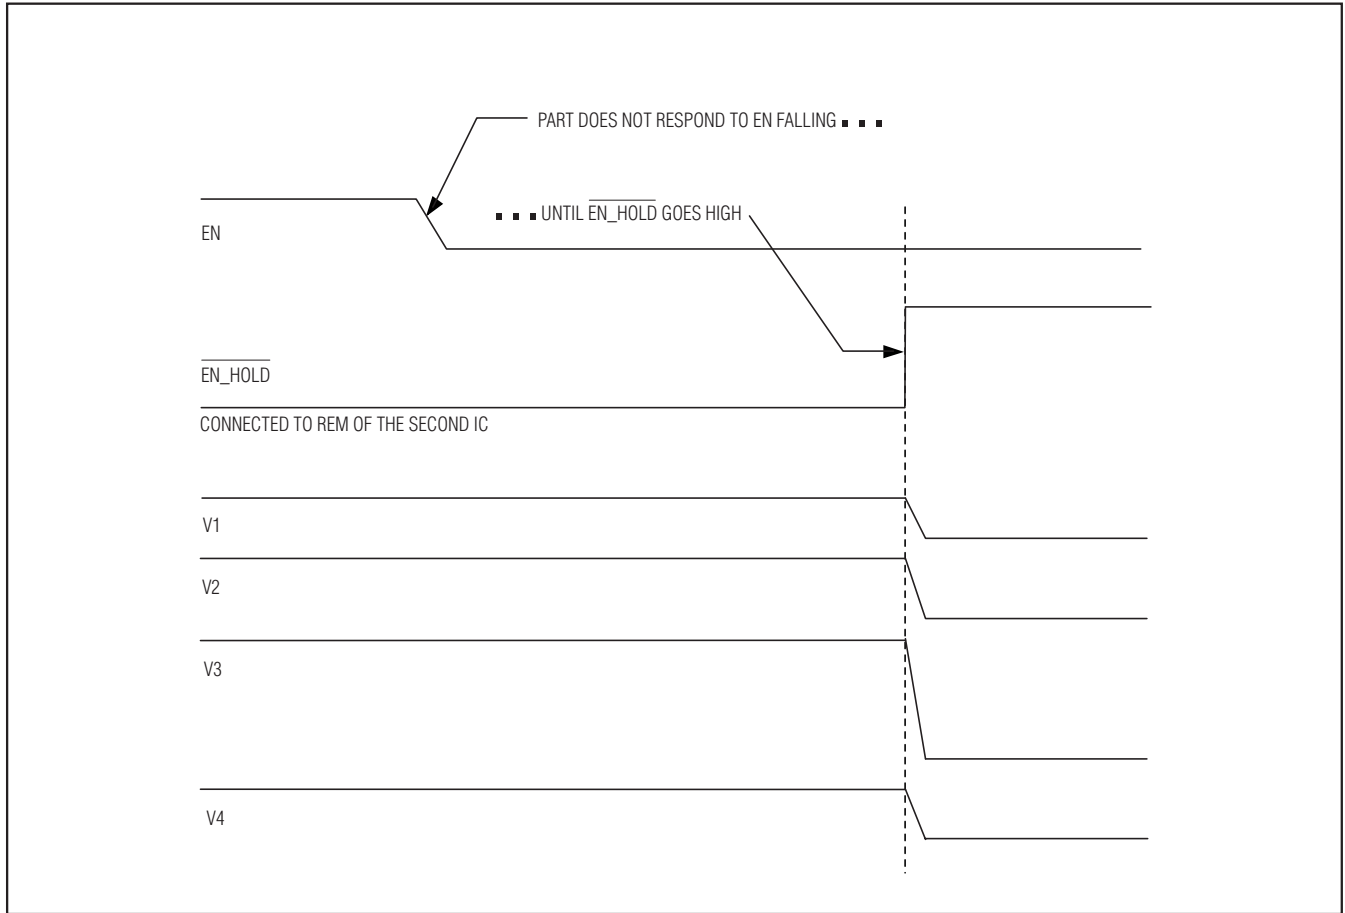 PART DOES NOT RESPOND TO EN FALLING ▪ ▪ ▪
▪ ▪ ▪ UNTIL EN_HOLD GOES HIGH
EN
EN_HOLD
CONNECTED TO REM OF THE SECOND IC
V1
V2
V3
V4